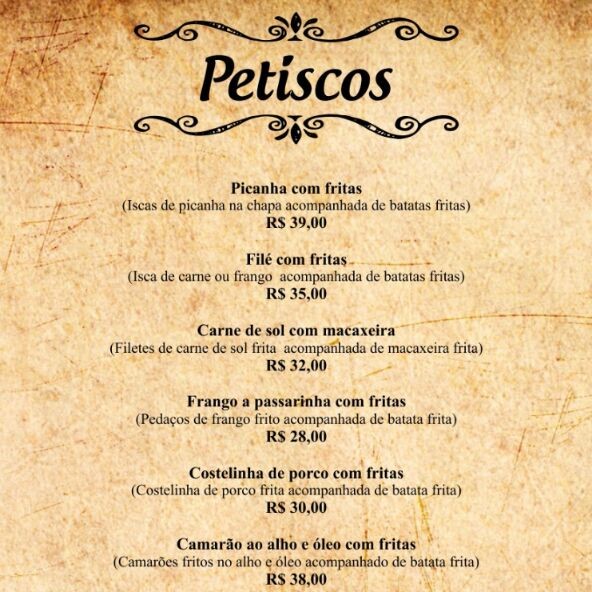 Petiscos
Picanha com fritas
(Iscas de picanha na chapa acompanhada de batatas fritas)
R$ 39,00
Filé com fritas
(Isca de carne ou frango acompanhada de batatas fritas)
R$ 35,00
Carne de sol com macaxeira
(Filetes de carne de sol frita acompanhada de macaxeira frita)
R$ 32,00
Frango a passarinha com fritas
(Pedaços de frango frito acompanhada de batata frita)
R$ 28,00
Costelinha de porco com fritas
(Costelinha de porco frita acompanhada de batata frita)
R$ 30,00
Camarão ao alho e óleo com fritas
(Camarões fritos no alho e óleo acompanhado de batata frita)
R$ 38,00